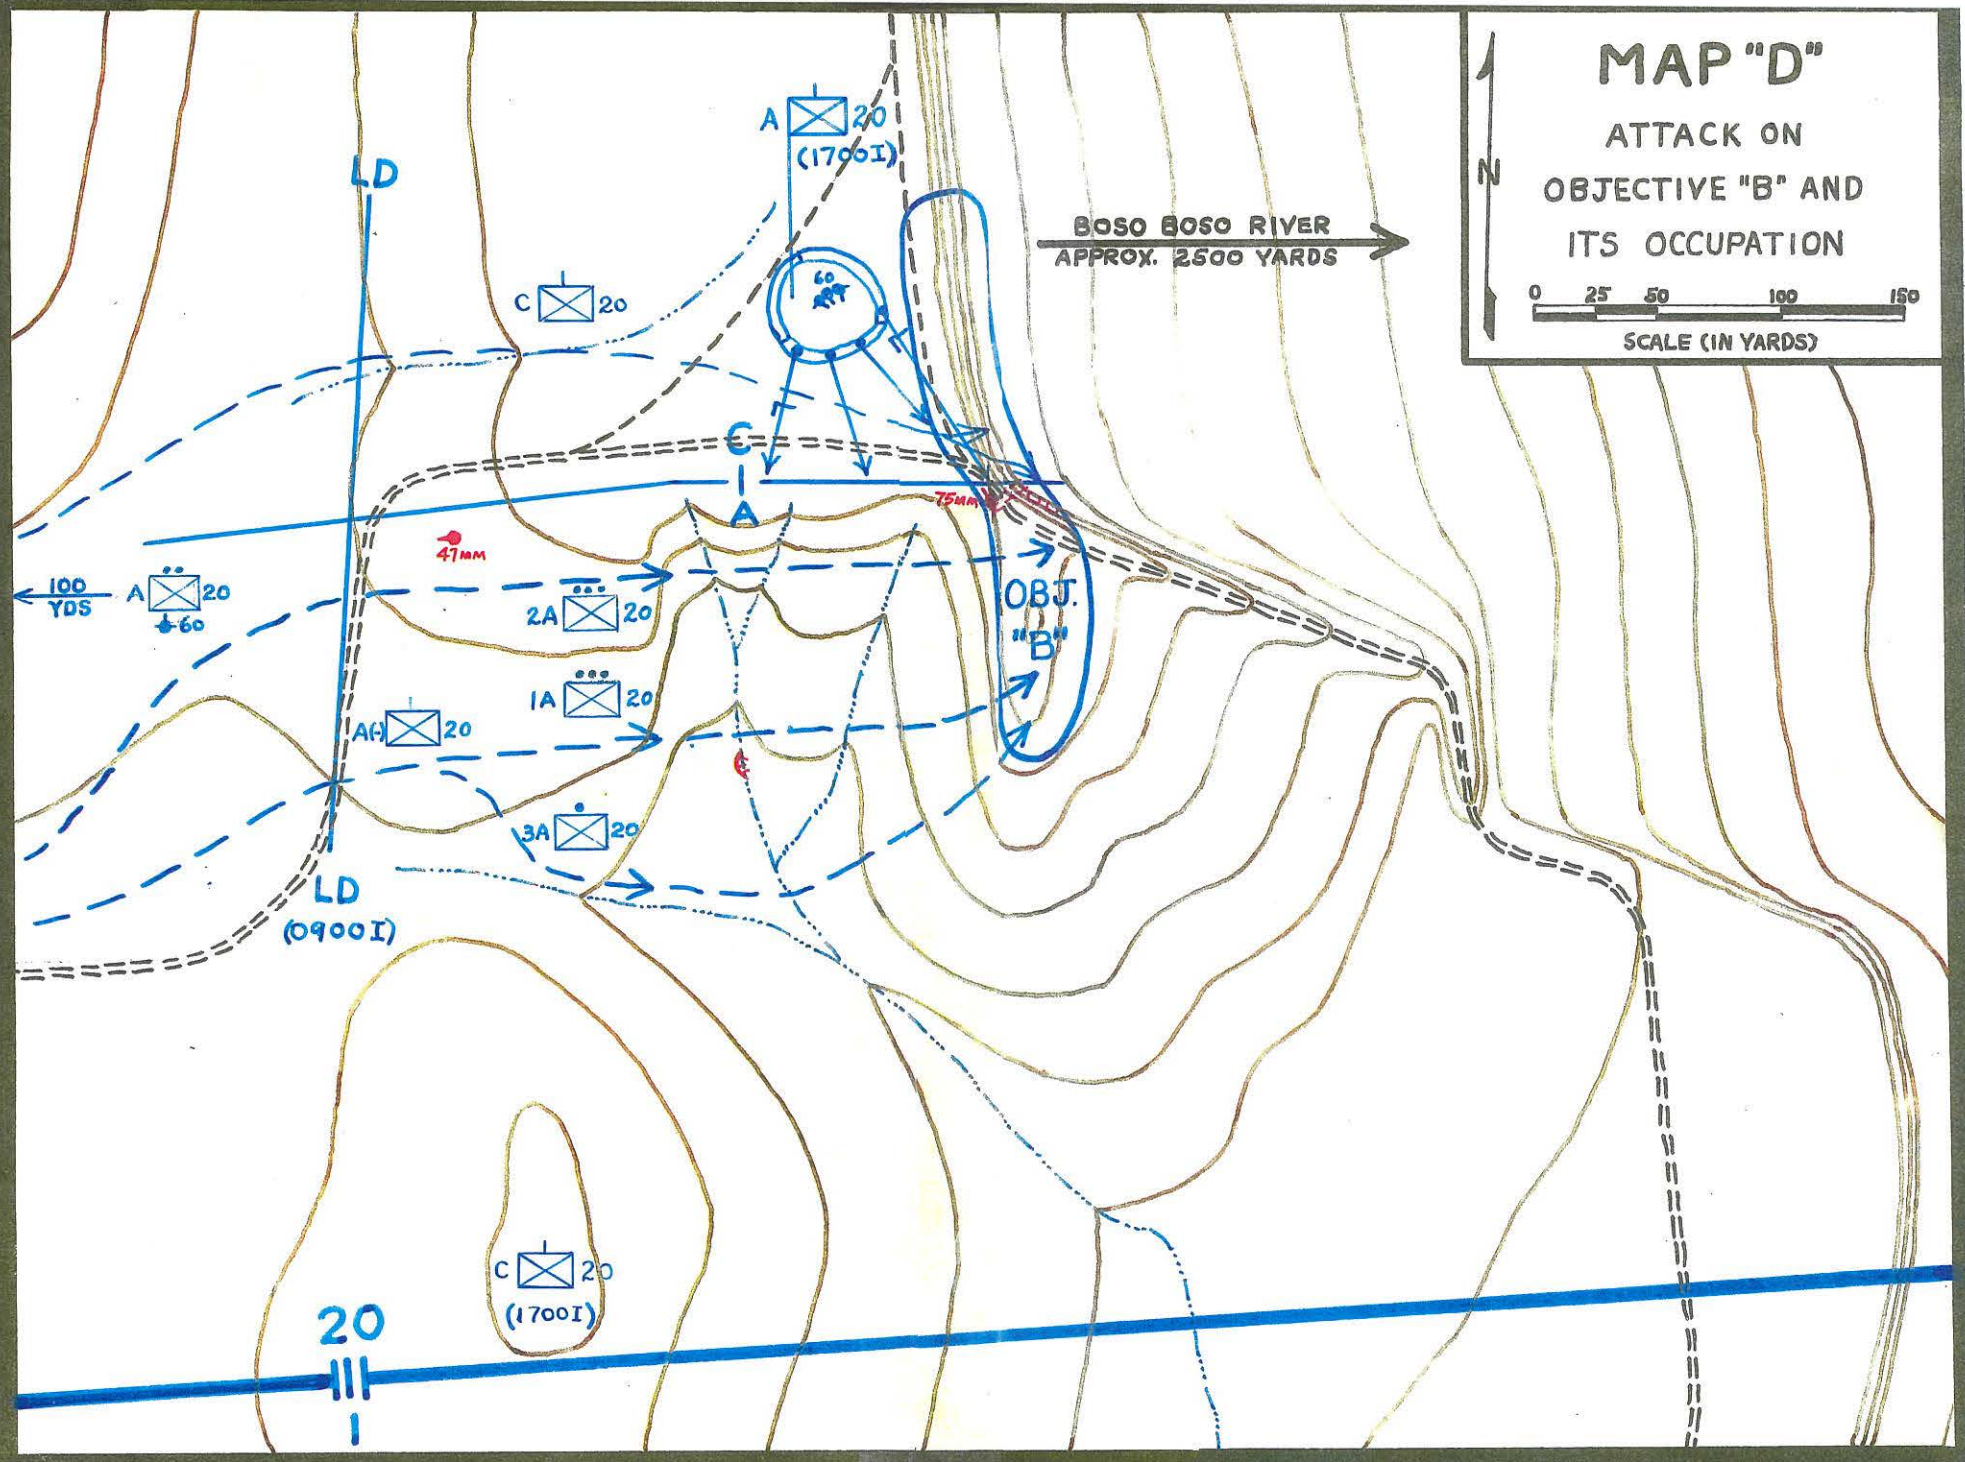 MAP "D"
ATTACK ON
OBJECTIVE "B" AND
ITS OCCUPATION
N
0 25 50 100 150
SCALE (IN YARDS)
A 20
(1700I)
LD
BOSO BOSO RIVER
APPROX. 2500 YARDS
60
C 20
C
A
75MM
47MM
100
YDS
A 20
60
2A 20
OBJ.
"B"
1A 20
A(-) 20
3A 20
LD
(0900I)
C 20
(1700I)
20
III
1